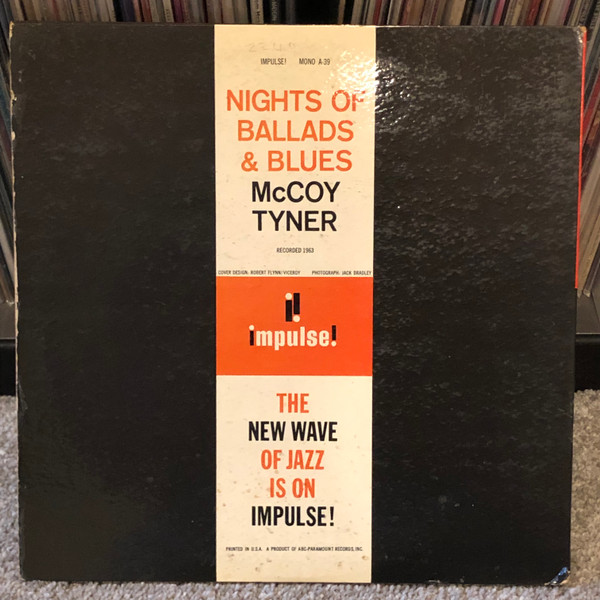 IMPULSE! MONO A-39
NIGHTS OF
BALLADS
& BLUES
McCOY
TYNER
RECORDED 1963
COVER DESIGN: ROBERT FLYNN/VICEROY PHOTOGRAPH: JACK BRADLEY
i!
impulse!
THE
NEW WAVE
OF JAZZ
IS ON
IMPULSE!
PRINTED IN U.S.A. A PRODUCT OF ABC-PARAMOUNT RECORDS, INC.